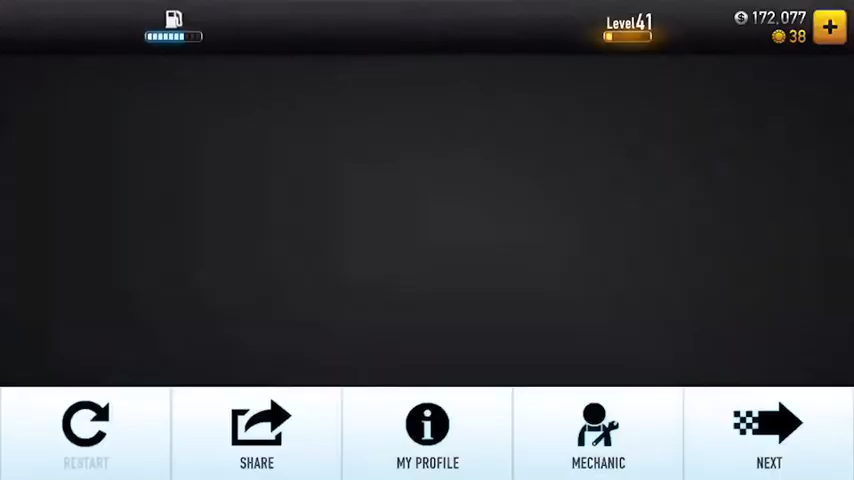 Level 41
172,077
38
RESTART
SHARE
MY PROFILE
MECHANIC
NEXT